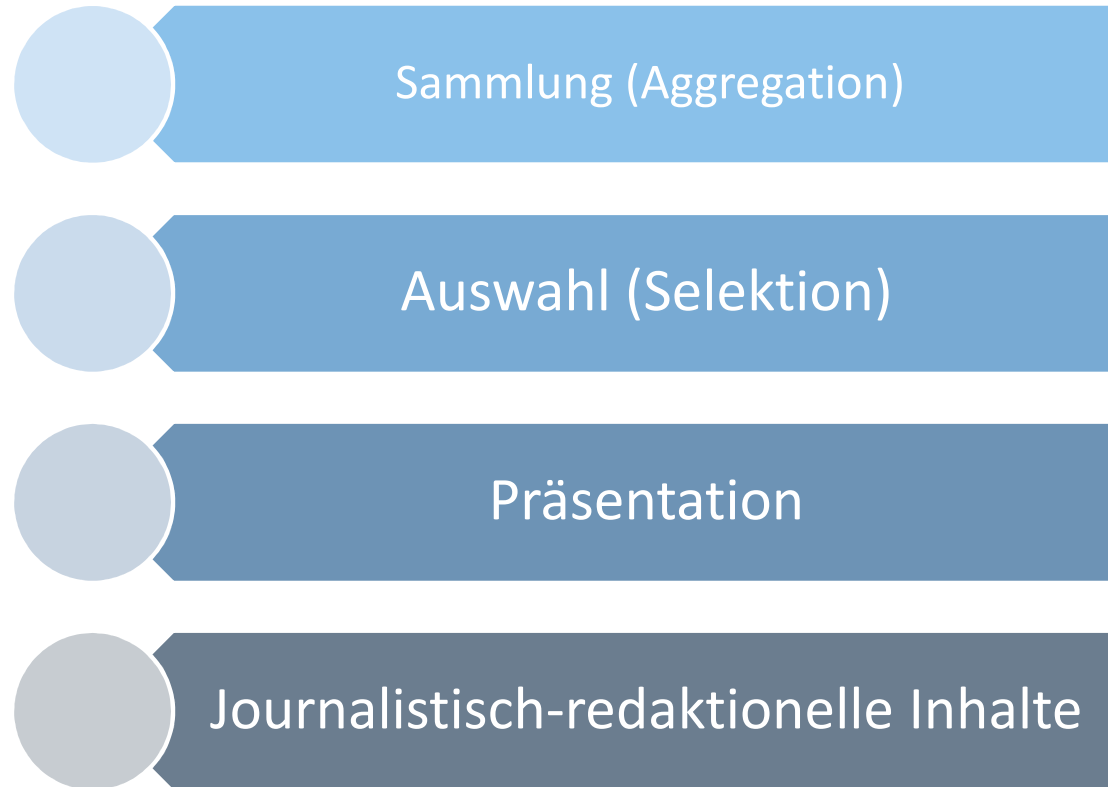 Sammlung (Aggregation)
Auswahl (Selektion)
Präsentation
Journalistisch-redaktionelle Inhalte